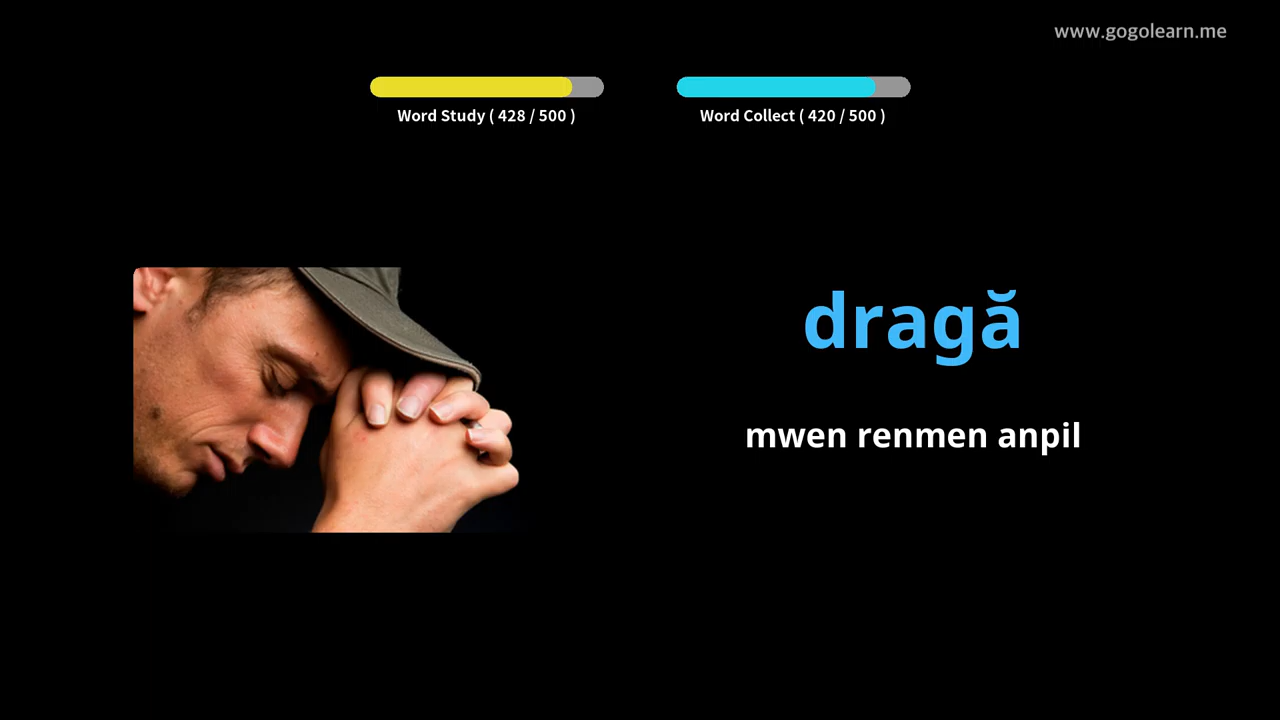 www.gogolearn.me
Word Study ( 428 / 500 )
Word Collect ( 420 / 500 )
dragă
mwen renmen anpil